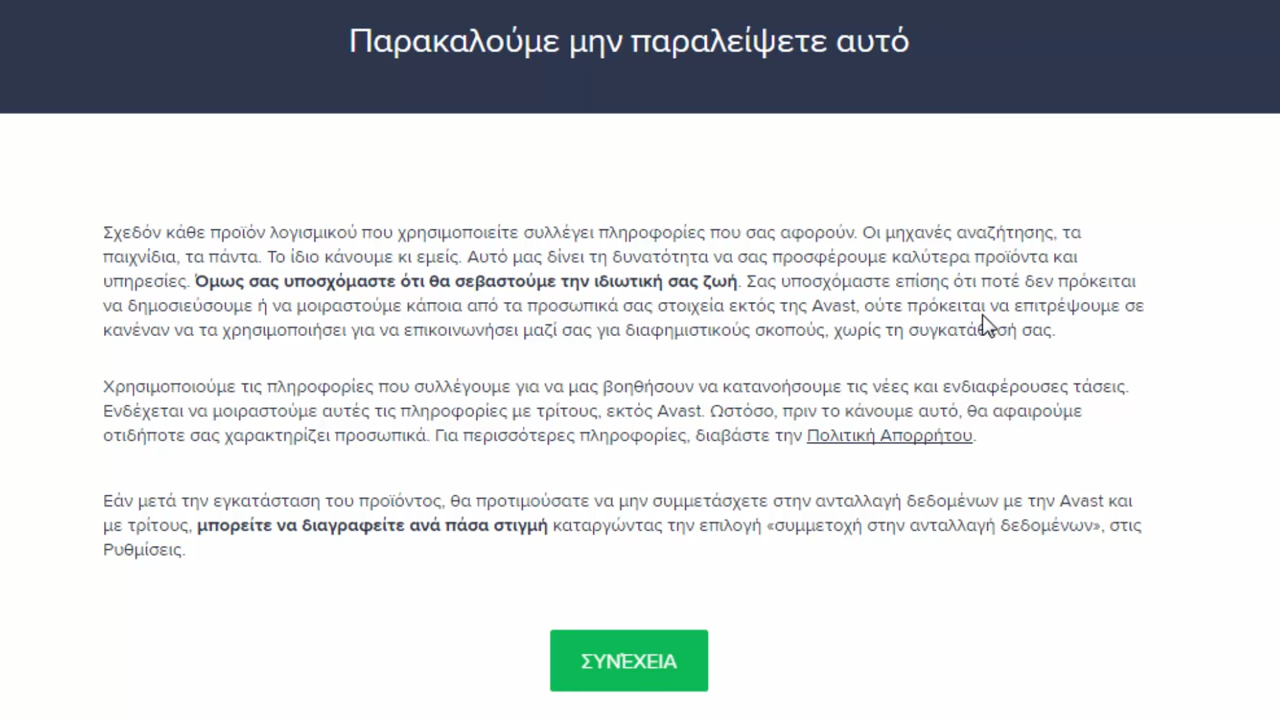 Παρακαλούμε μην παραλείψετε αυτό
Σχεδόν κάθε προϊόν λογισμικού που χρησιμοποιείτε συλλέγει πληροφορίες που σας αφορούν. Οι μηχανές αναζήτησης, τα
παιχνίδια, τα πάντα. Το ίδιο κάνουμε κι εμείς. Αυτό μας δίνει τη δυνατότητα να σας προσφέρουμε καλύτερα προϊόντα και
υπηρεσίες. Όμως σας υποσχόμαστε ότι θα σεβαστούμε την ιδιωτική σας ζωή. Σας υποσχόμαστε επίσης ότι ποτέ δεν πρόκειται
να δημοσιεύσουμε ή να μοιραστούμε κάποια από τα προσωπικά σας στοιχεία εκτός της Avast, ούτε πρόκειται να επιτρέψουμε σε
κανέναν να τα χρησιμοποιήσει για να επικοινωνήσει μαζί σας για διαφημιστικούς σκοπούς, χωρίς τη συγκατάθεσή σας.
Χρησιμοποιούμε τις πληροφορίες που συλλέγουμε για να μας βοηθήσουν να κατανοήσουμε τις νέες και ενδιαφέρουσες τάσεις.
Ενδέχεται να μοιραστούμε αυτές τις πληροφορίες με τρίτους, εκτός Avast. Ωστόσο, πριν το κάνουμε αυτό, θα αφαιρούμε
οτιδήποτε σας χαρακτηρίζει προσωπικά. Για περισσότερες πληροφορίες, διαβάστε την Πολιτική Απορρήτου.
Εάν μετά την εγκατάσταση του προϊόντος, θα προτιμούσατε να μην συμμετάσχετε στην ανταλλαγή δεδομένων με την Avast και
με τρίτους, μπορείτε να διαγραφείτε ανά πάσα στιγμή καταργώντας την επιλογή «συμμετοχή στην ανταλλαγή δεδομένων», στις
Ρυθμίσεις.
ΣΥΝΈΧΕΙΑ